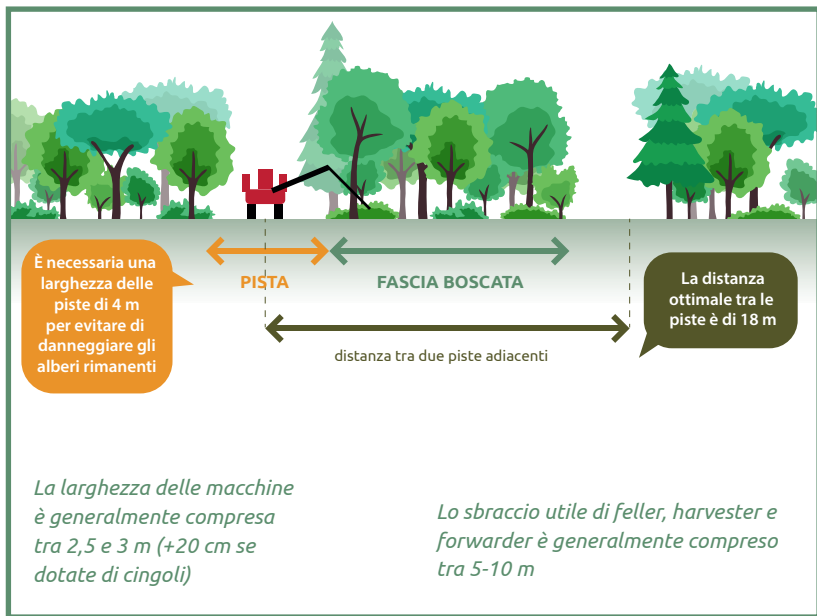 È necessaria una
larghezza delle
piste di 4 m
per evitare di
danneggiare gli
alberi rimanenti
PISTA
FASCIA BOSCATA
La distanza
ottimale tra le
piste è di 18 m
distanza tra due piste adiacenti
La larghezza delle macchine
è generalmente compresa
tra 2,5 e 3 m (+20 cm se
dotate di cingoli)
Lo sbraccio utile di feller, harvester e
forwarder è generalmente compreso
tra 5-10 m